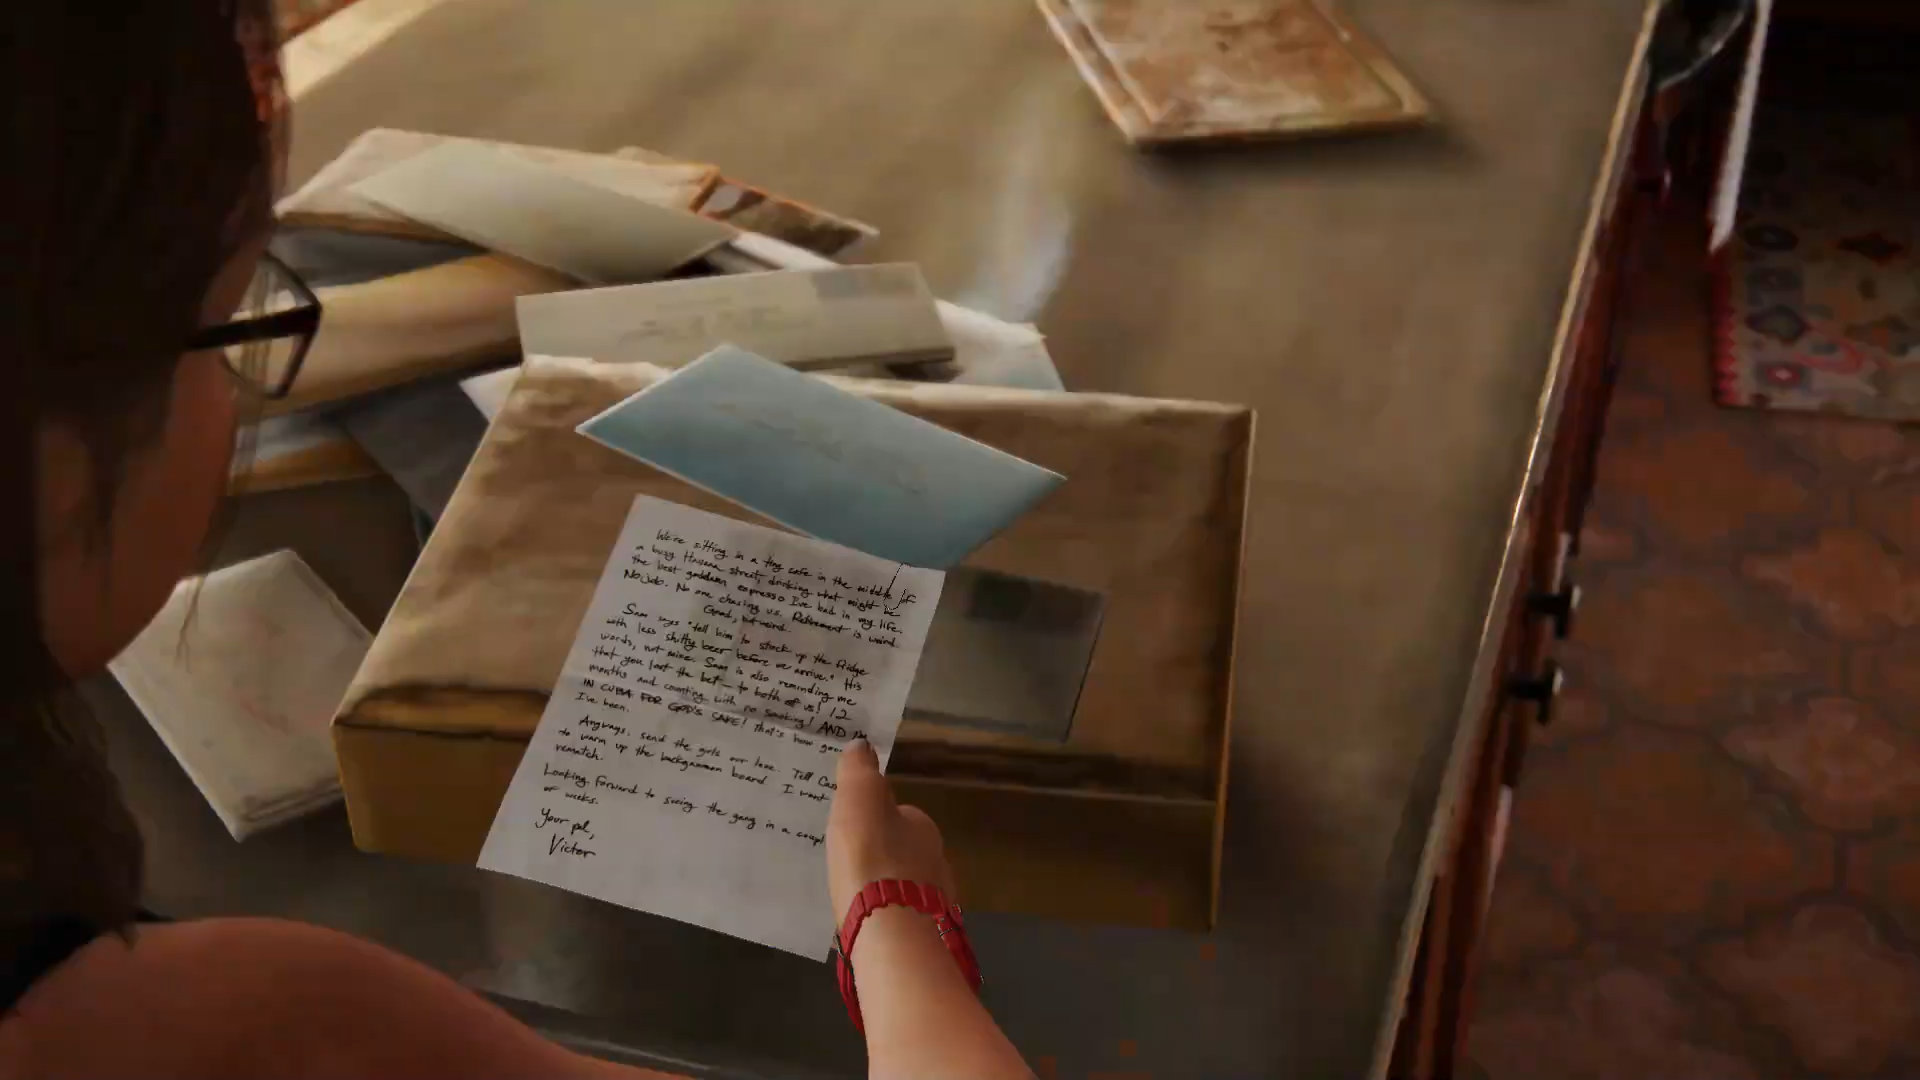 We're sitting in a tiny cafe in the middle of
a busy Havana street, drinking what might be
the best goddamn espresso I've had in my life.
No job. No one chasing us. Retirement is weird.
Good, but weird.
Sam says "tell him to stock up the fridge
with less shitty beer before we arrive." His
words, not mine. Sam is also reminding me
that you lost the bet — to both of us! 12
months and counting with no smoking! AND I'M
IN CUBA FOR GOD'S SAKE! That's how good
I've been.
Anyways, send the girls our love. Tell Cas
to warm up the backgammon board. I want
rematch.
Looking forward to seeing the gang in a coupl
of weeks.
Your pal,
Victor